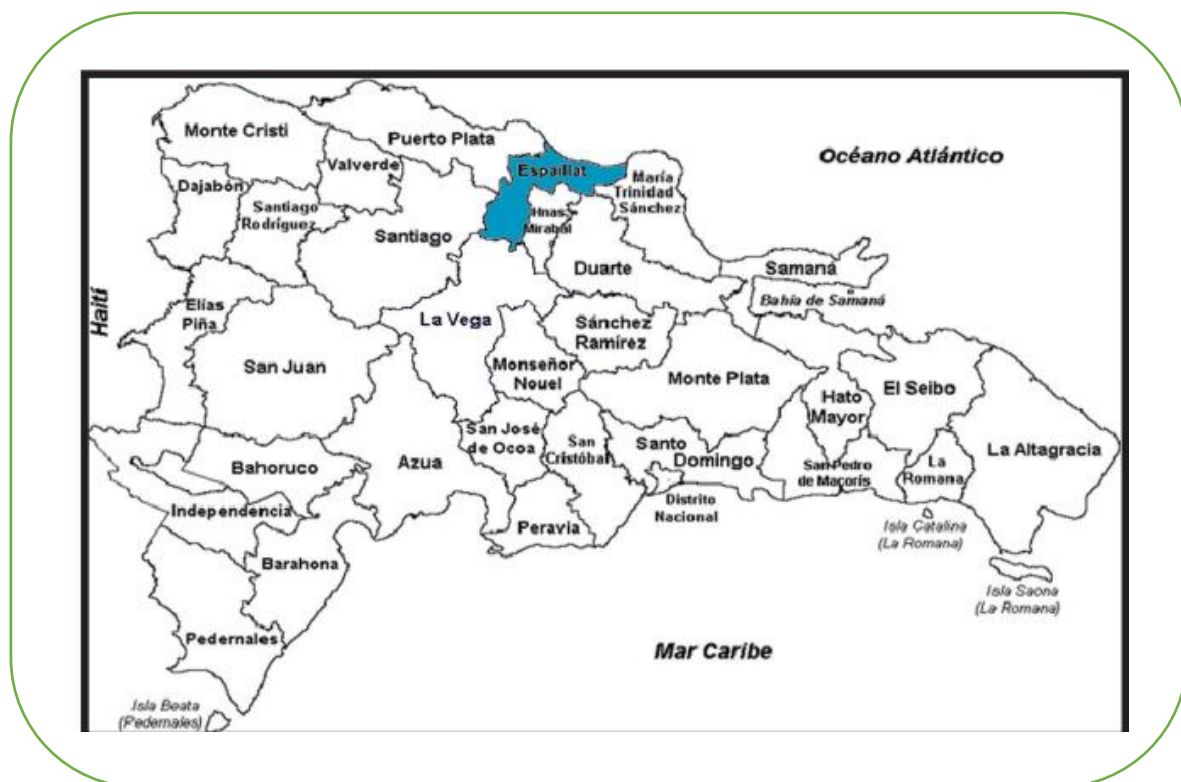 Monte Cristi
Puerto Plata
Océano Atlántico
Valverde
Espaillat
María
Trinidad
Sánchez
Dajabón
Santiago
Rodríguez
Hnas.
Mirabal
Santiago
Duarte
Samaná
Bahía de Samaná
Haití
Elías
Piña
La Vega
Sánchez
Ramírez
San Juan
Monseñor
Nouel
Monte Plata
El Seibo
Hato
Mayor
San José
de Ocoa
San
Cristóbal
Santo
Domingo
La Altagracia
Bahoruco
Azua
San Pedro
de Macorís
La
Romana
Independencia
Peravia
Distrito
Nacional
Isla Catalina
(La Romana)
Barahona
Isla Saona
(La Romana)
Pedernales
Mar Caribe
Isla Beata
(Pedernales)